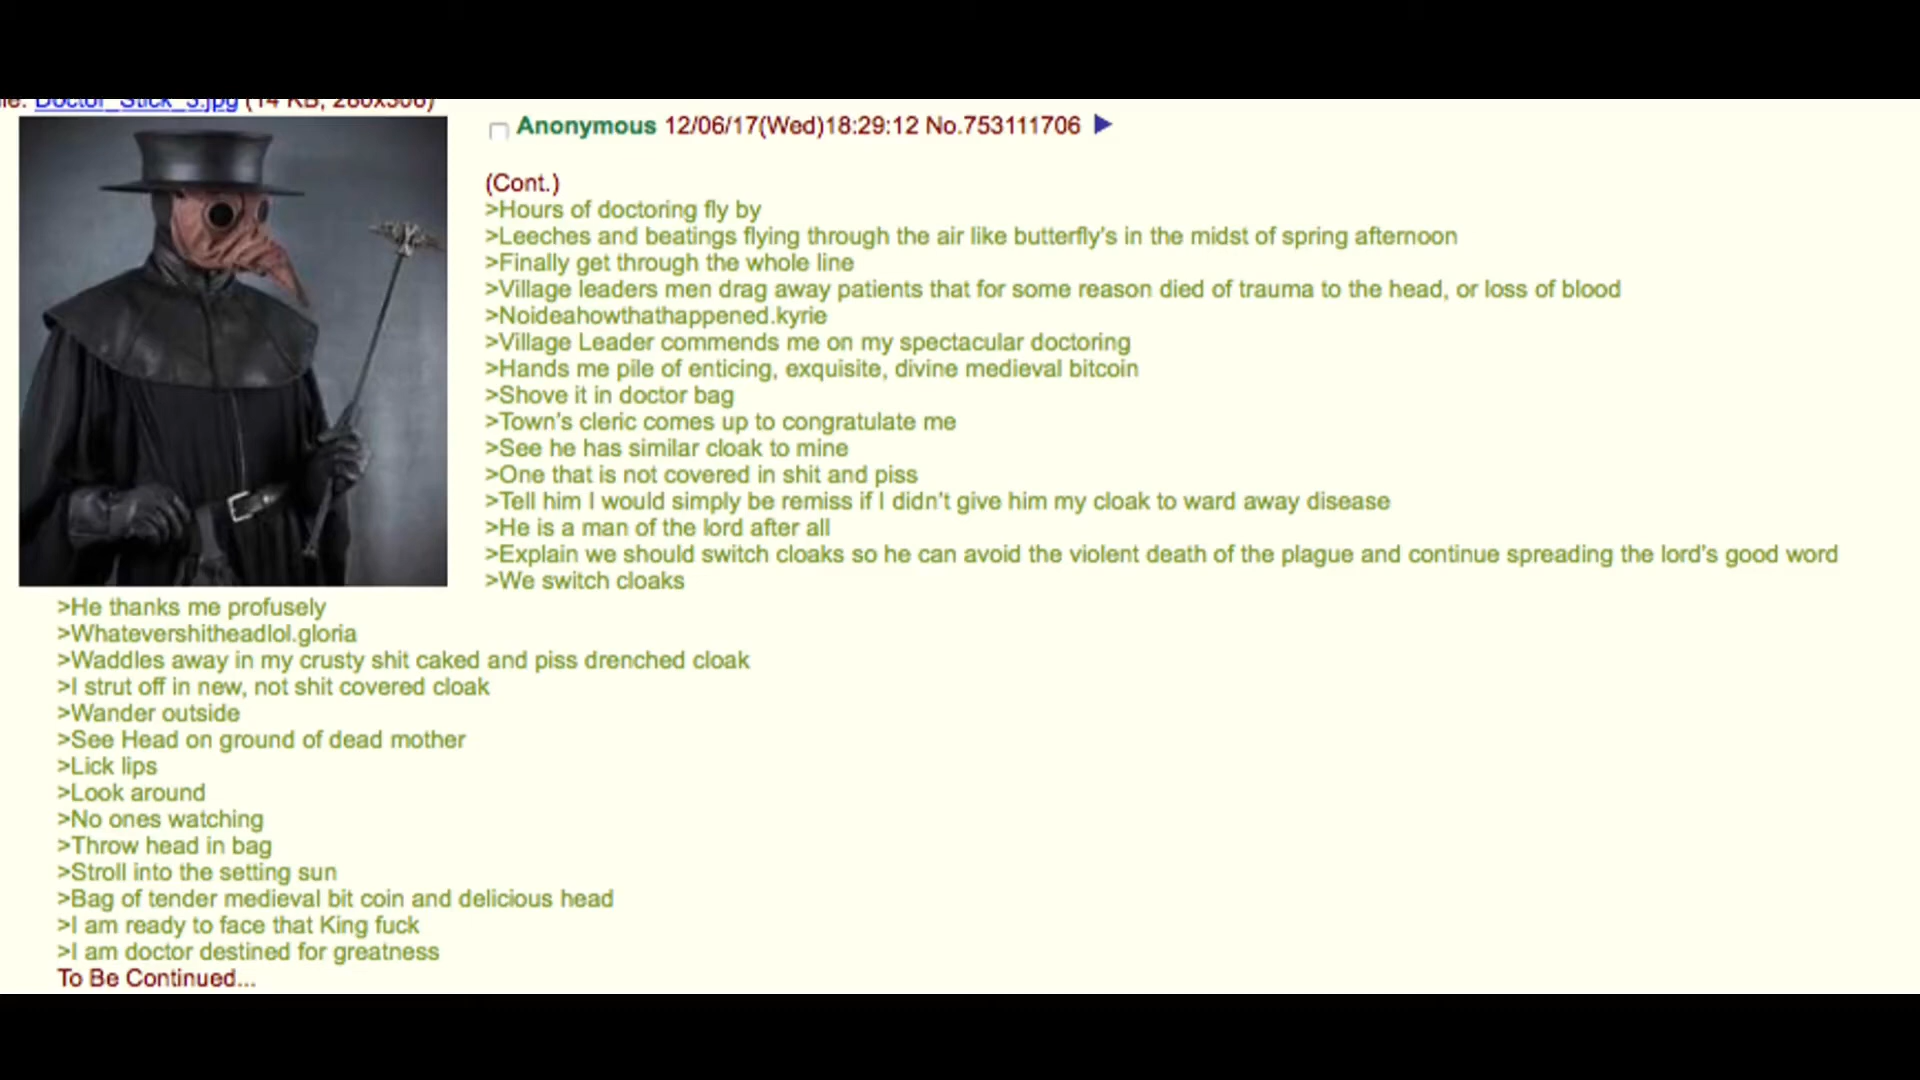 Doctor_Stick_3.jpg (14 KB, 280x306)
Anonymous 12/06/17(Wed)18:29:12 No.753111706
(Cont.)
>Hours of doctoring fly by
>Leeches and beatings flying through the air like butterfly's in the midst of spring afternoon
>Finally get through the whole line
>Village leaders men drag away patients that for some reason died of trauma to the head, or loss of blood
>Noideahowthathappened.kyrie
>Village Leader commends me on my spectacular doctoring
>Hands me pile of enticing, exquisite, divine medieval bitcoin
>Shove it in doctor bag
>Town's cleric comes up to congratulate me
>See he has similar cloak to mine
>One that is not covered in shit and piss
>Tell him I would simply be remiss if I didn't give him my cloak to ward away disease
>He is a man of the lord after all
>Explain we should switch cloaks so he can avoid the violent death of the plague and continue spreading the lord's good word
>We switch cloaks
>He thanks me profusely
>Whatevershitheadlol.gloria
>Waddles away in my crusty shit caked and piss drenched cloak
>I strut off in new, not shit covered cloak
>Wander outside
>See Head on ground of dead mother
>Lick lips
>Look around
>No ones watching
>Throw head in bag
>Stroll into the setting sun
>Bag of tender medieval bit coin and delicious head
>I am ready to face that King fuck
>I am doctor destined for greatness
To Be Continued...